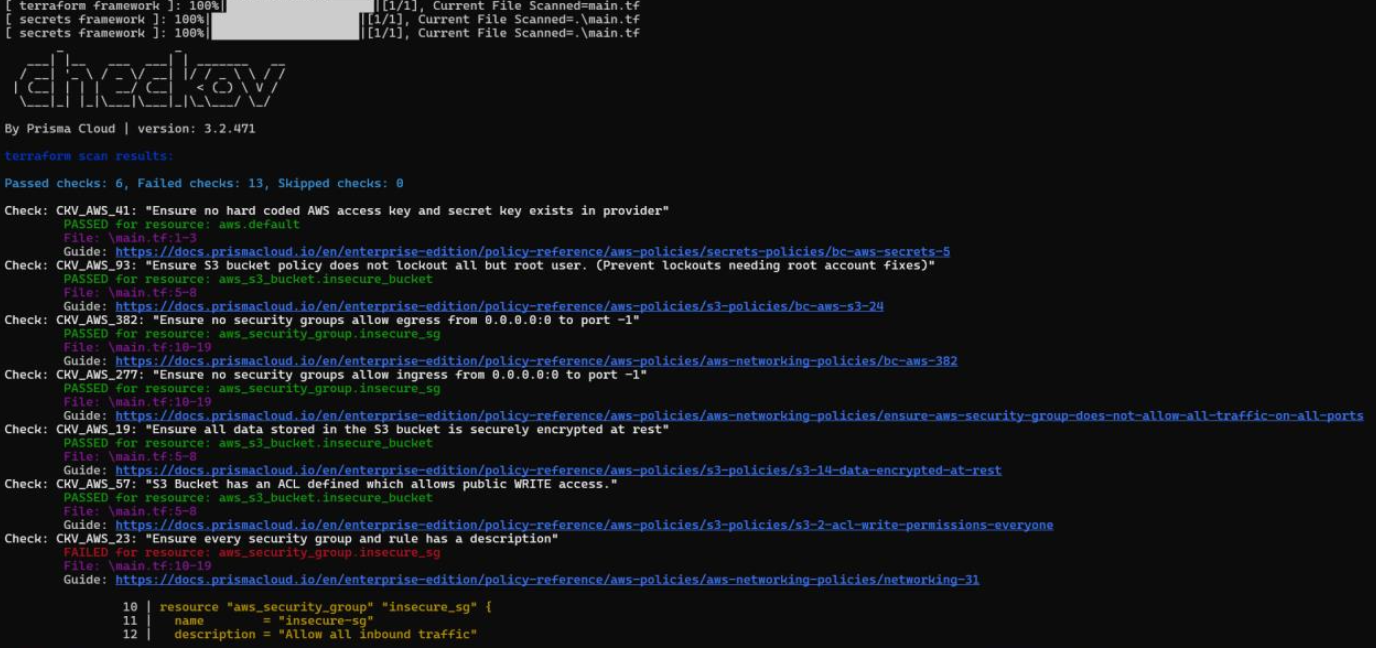 [ terraform framework ]: 100%|████████████████████|[1/1], Current File Scanned=main.tf
[ secrets framework ]: 100%|████████████████████|[1/1], Current File Scanned=.\main.tf
[ secrets framework ]: 100%|████████████████████|[1/1], Current File Scanned=.\main.tf
checkov
By Prisma Cloud | version: 3.2.471
terraform scan results:
Passed checks: 6, Failed checks: 13, Skipped checks: 0
Check: CKV_AWS_41: "Ensure no hard coded AWS access key and secret key exists in provider"
PASSED for resource: aws.default
File: \main.tf:1-3
Guide: https://docs.prismacloud.io/en/enterprise-edition/policy-reference/aws-policies/secrets-policies/bc-aws-secrets-5
Check: CKV_AWS_93: "Ensure S3 bucket policy does not lockout all but root user. (Prevent lockouts needing root account fixes)"
PASSED for resource: aws_s3_bucket.insecure_bucket
File: \main.tf:5-8
Guide: https://docs.prismacloud.io/en/enterprise-edition/policy-reference/aws-policies/s3-policies/bc-aws-s3-24
Check: CKV_AWS_382: "Ensure no security groups allow egress from 0.0.0.0:0 to port -1"
PASSED for resource: aws_security_group.insecure_sg
File: \main.tf:10-19
Guide: https://docs.prismacloud.io/en/enterprise-edition/policy-reference/aws-policies/aws-networking-policies/bc-aws-382
Check: CKV_AWS_277: "Ensure no security groups allow ingress from 0.0.0.0:0 to port -1"
PASSED for resource: aws_security_group.insecure_sg
File: \main.tf:10-19
Guide: https://docs.prismacloud.io/en/enterprise-edition/policy-reference/aws-policies/aws-networking-policies/ensure-aws-security-group-does-not-allow-all-traffic-on-all-ports
Check: CKV_AWS_19: "Ensure all data stored in the S3 bucket is securely encrypted at rest"
PASSED for resource: aws_s3_bucket.insecure_bucket
File: \main.tf:5-8
Guide: https://docs.prismacloud.io/en/enterprise-edition/policy-reference/aws-policies/s3-policies/s3-14-data-encrypted-at-rest
Check: CKV_AWS_57: "S3 Bucket has an ACL defined which allows public WRITE access."
PASSED for resource: aws_s3_bucket.insecure_bucket
File: \main.tf:5-8
Guide: https://docs.prismacloud.io/en/enterprise-edition/policy-reference/aws-policies/s3-policies/s3-2-acl-write-permissions-everyone
Check: CKV_AWS_23: "Ensure every security group and rule has a description"
FAILED for resource: aws_security_group.insecure_sg
File: \main.tf:10-19
Guide: https://docs.prismacloud.io/en/enterprise-edition/policy-reference/aws-policies/aws-networking-policies/networking-31
10 | resource "aws_security_group" "insecure_sg" {
11 |   name        = "insecure-sg"
12 |   description = "Allow all inbound traffic"